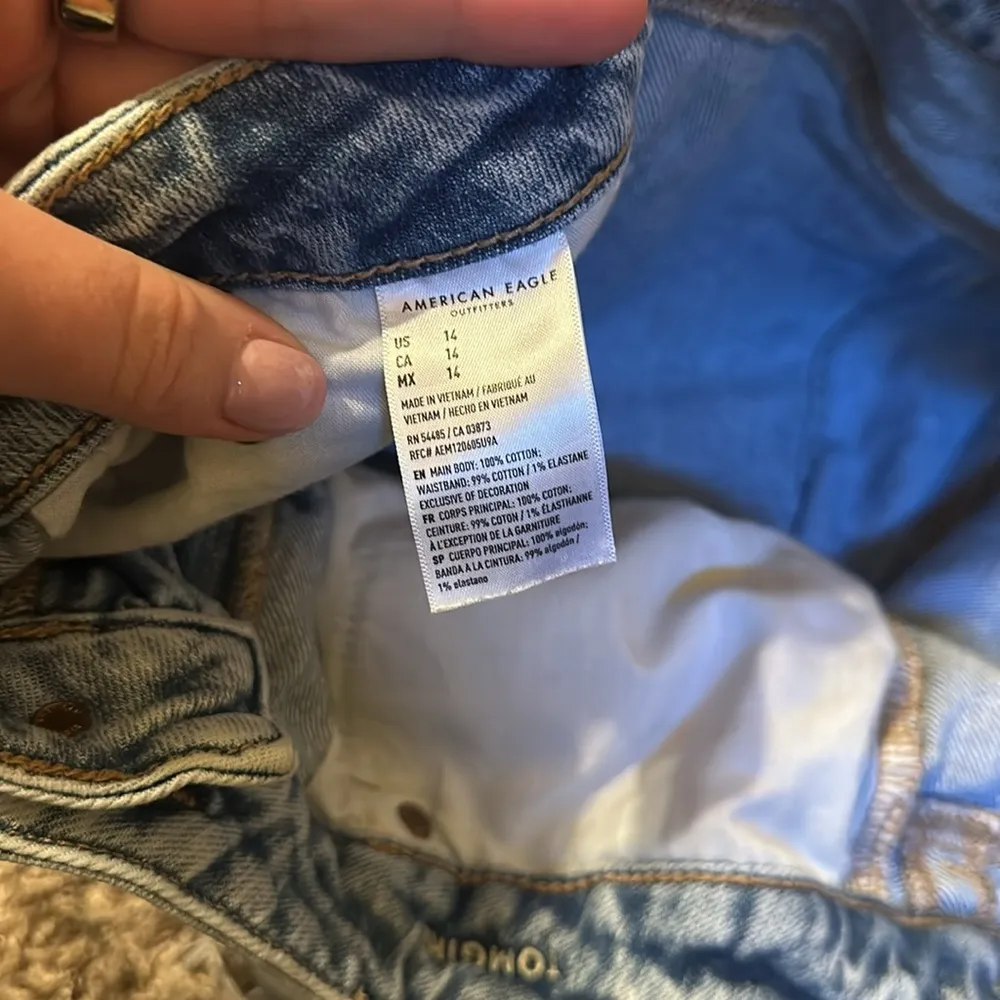 AMERICAN EAGLE
OUTFITTERS
US 14
CA 14
MX 14
MADE IN VIETNAM / FABRIQUÉ AU
VIETNAM / HECHO EN VIETNAM
RN 54485 / CA 03873
RFC# AEM120605U9A
EN MAIN BODY: 100% COTTON;
WAISTBAND: 99% COTTON / 1% ELASTANE
EXCLUSIVE OF DECORATION
FR CORPS PRINCIPAL: 100% COTON;
CEINTURE: 99% COTON / 1% ÉLASTHANNE
À L'EXCEPTION DE LA GARNITURE
SP CUERPO PRINCIPAL: 100% algodón;
BANDA A LA CINTURA: 99% algodón /
1% elastano